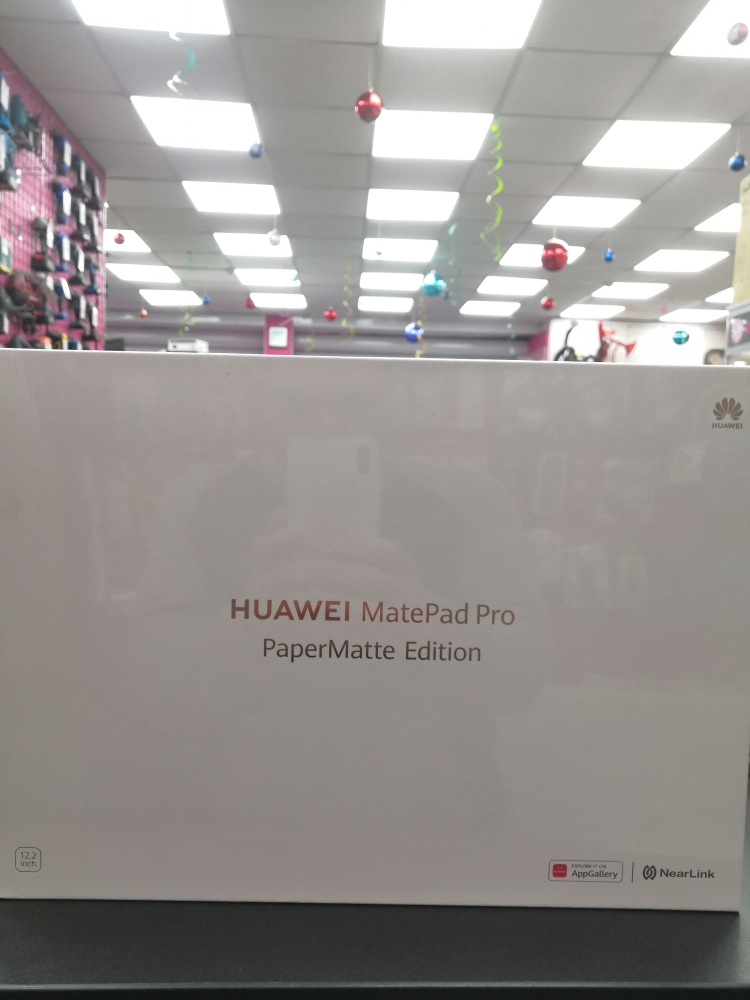 HUAWEI
HUAWEI MatePad Pro
PaperMatte Edition
12.2
inch
EXPLORE IT ON
AppGallery
NearLink